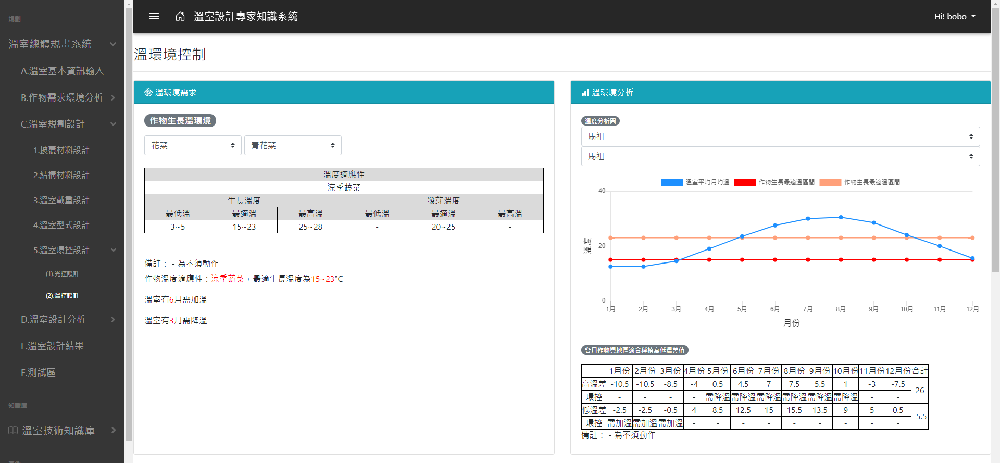 規劃
溫室總體規畫系統
A.溫室基本資訊輸入
B.作物需求環境分析
C.溫室規劃設計
1.披覆材料設計
2.結構材料設計
3.溫室載重設計
4.溫室型式設計
5.溫室環控設計
(1).光控設計
(2).溫控設計
D.溫室設計分析
E.溫室設計結果
F.測試區
知識庫
溫室技術知識庫
溫室設計專家知識系統
Hi! bobo
溫環境控制
溫環境需求
作物生長溫環境
花菜 青花菜
溫度適應性
涼季蔬菜
生長溫度 發芽溫度
最低溫 最適溫 最高溫 最低溫 最適溫 最高溫
3~5 15~23 25~28 - 20~25 -
備註： - 為不須動作
作物溫度適應性：涼季蔬菜，最適生長溫度為15~23°C
溫室有6月需加溫
溫室有3月需降溫
溫環境分析
溫度分析圖
馬祖
馬祖
溫室平均月均溫 作物生長最適溫區間 作物生長最適溫區間
40
20
0
溫度
1月 2月 3月 4月 5月 6月 7月 8月 9月 10月 11月 12月
月份
各月作物與地區適合種植高低溫差值
1月份 2月份 3月份 4月份 5月份 6月份 7月份 8月份 9月份 10月份 11月份 12月份 合計
高溫差 -10.5 -10.5 -8.5 -4 0.5 4.5 7 7.5 5.5 1 -3 -7.5 26
環控 - - - - 需降溫 需降溫 需降溫 需降溫 需降溫 需降溫 - -
低溫差 -2.5 -2.5 -0.5 4 8.5 12.5 15 15.5 13.5 9 5 0.5 -5.5
環控 需加溫 需加溫 需加溫 - - - - - - - - -
備註： - 為不須動作